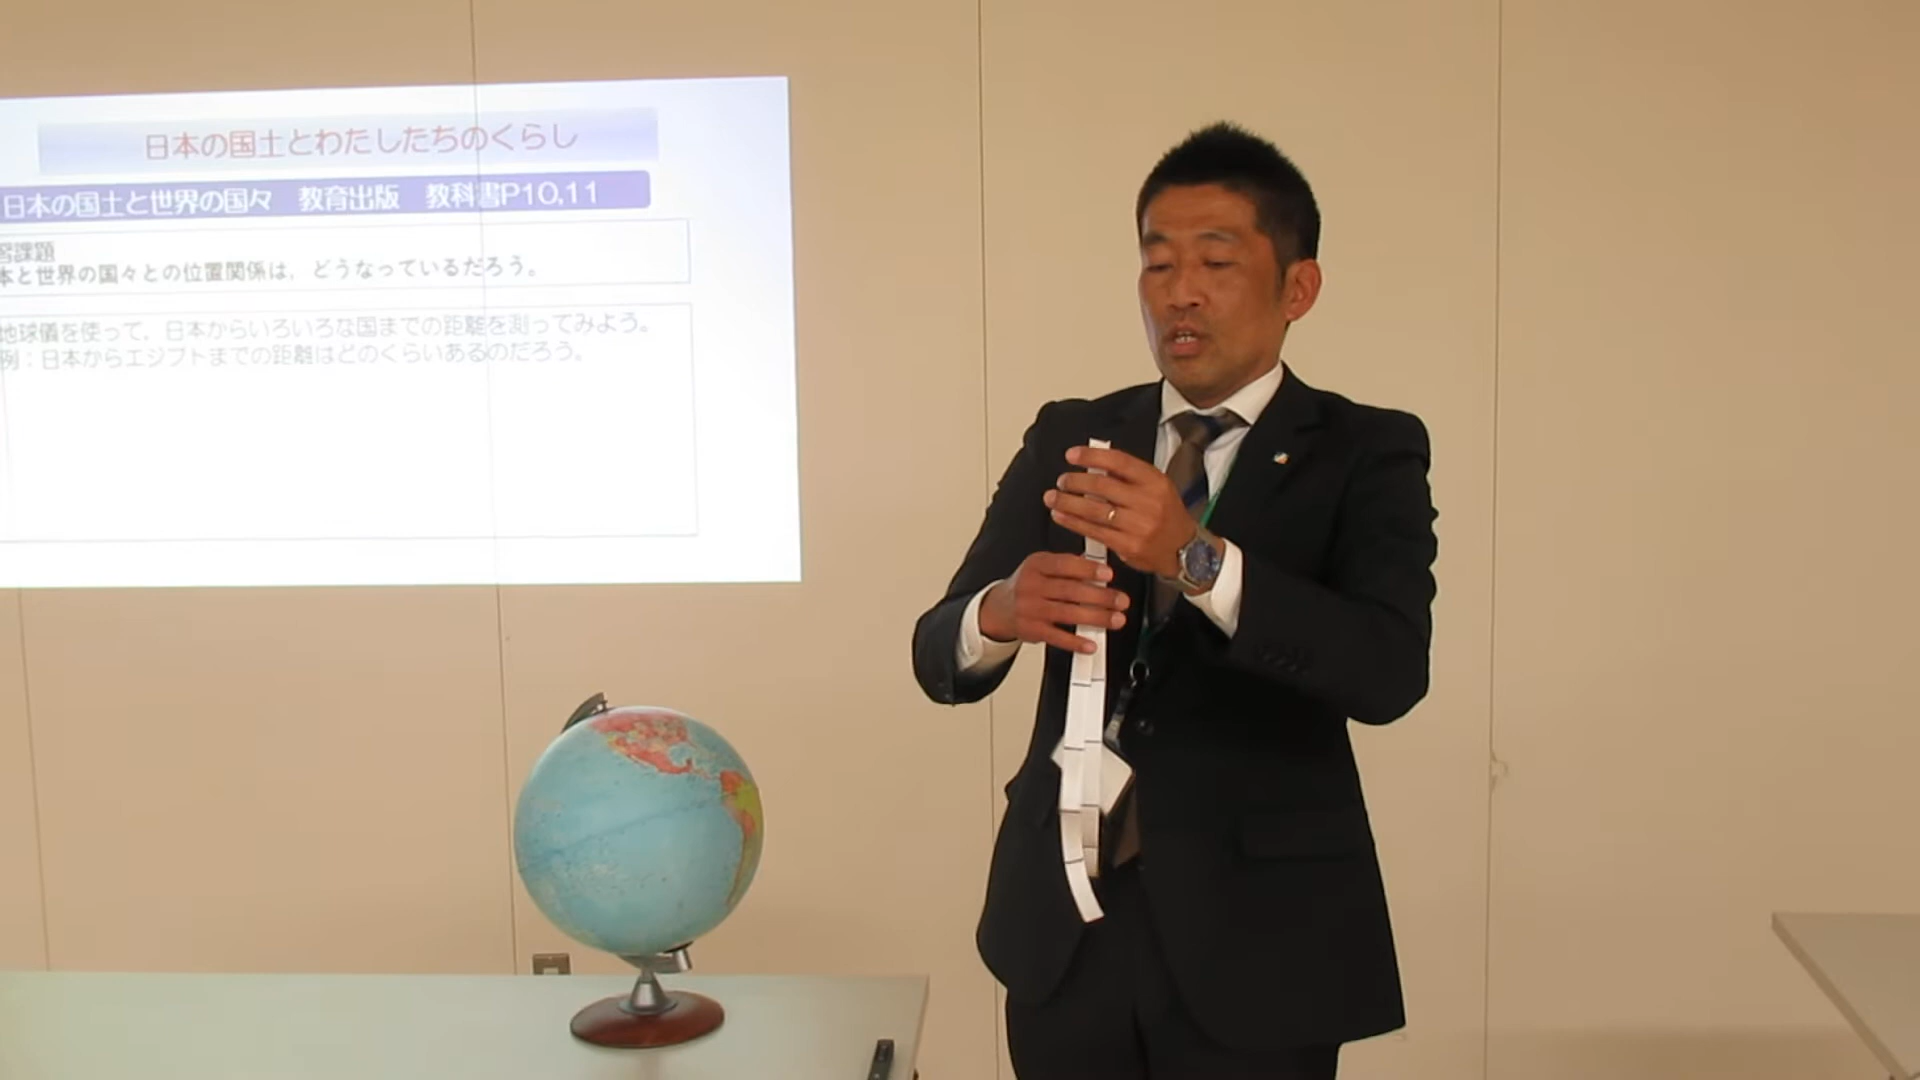 日本の国土とわたしたちのくらし
日本の国土と世界の国々 教育出版 教科書P10,11
習課題
本と世界の国々との位置関係は，どうなっているだろう。
地球儀を使って，日本からいろいろな国までの距離を測ってみよう。
例：日本からエジプトまでの距離はどのくらいあるのだろう。